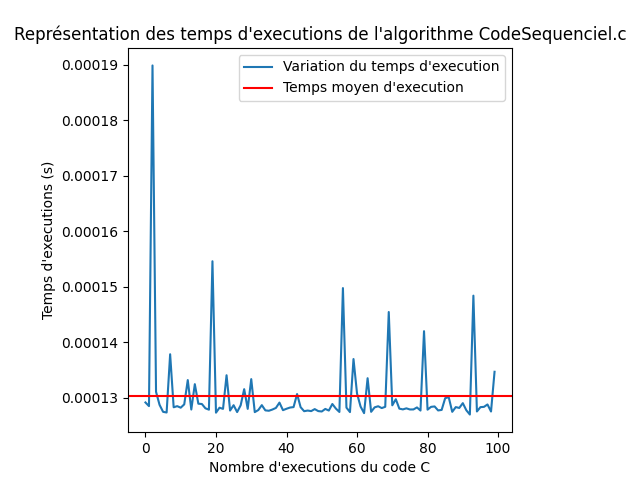 Représentation des temps d'executions de l'algorithme CodeSequenciel.c
Variation du temps d'execution
Temps moyen d'execution
Temps d'executions (s)
0.00019
0.00018
0.00017
0.00016
0.00015
0.00014
0.00013
0 20 40 60 80 100
Nombre d'executions du code C